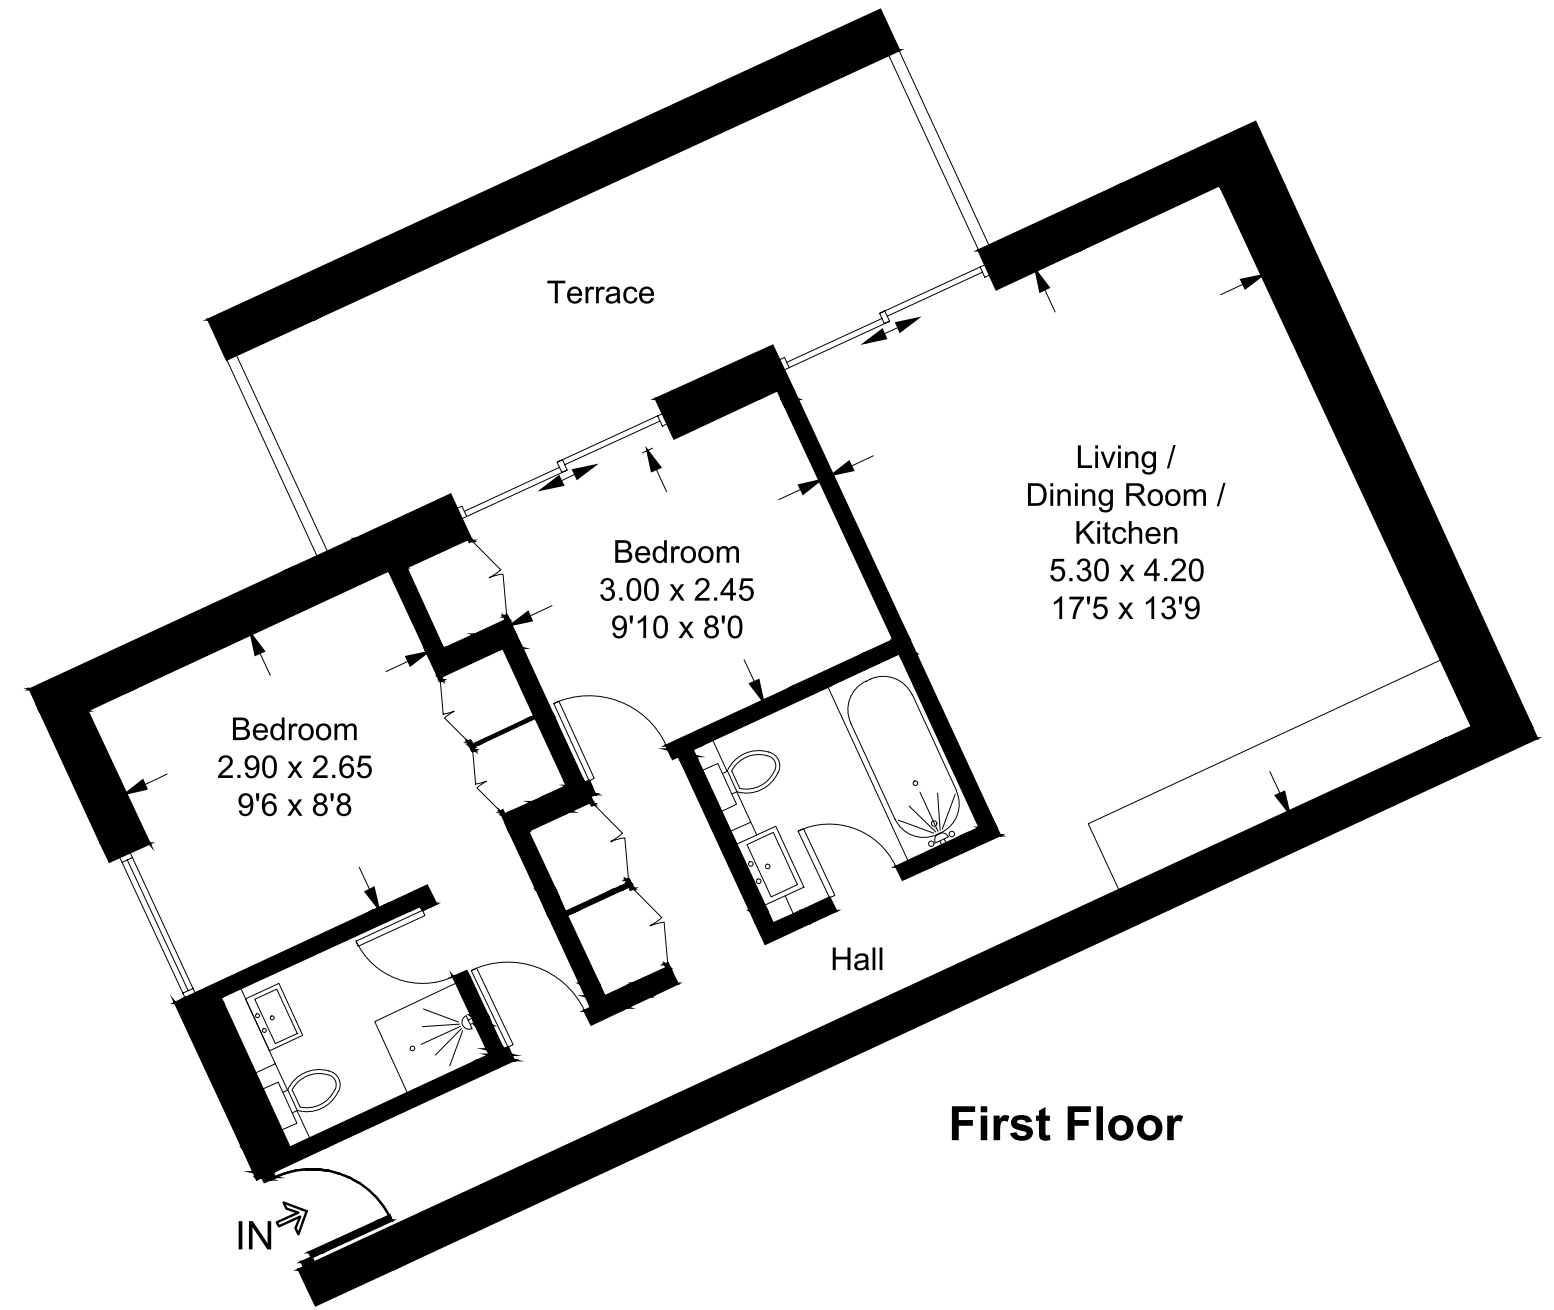 Terrace
Living /
Dining Room /
Kitchen
5.30 x 4.20
17'5 x 13'9
Bedroom
3.00 x 2.45
9'10 x 8'0
Bedroom
2.90 x 2.65
9'6 x 8'8
Hall
First Floor
IN